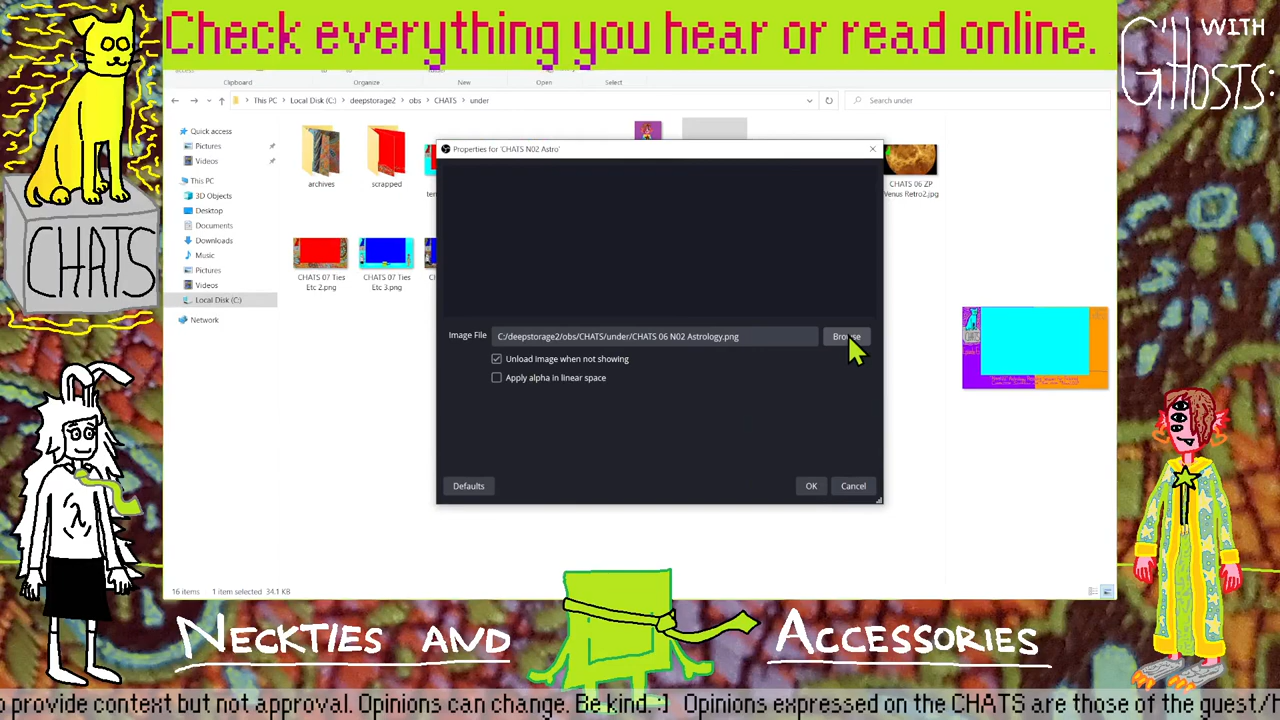 Check everything you hear or read online.
WITH
GHOSTS:
CHATS
Clipboard
Organize
New
Open
Select
This PC
Local Disk (C:)
deepstorage2
obs
CHATS
under
Search under
Quick access
Pictures
Videos
This PC
3D Objects
Desktop
Documents
Downloads
Music
Pictures
Videos
Local Disk (C:)
Network
archives
scrapped
CHATS 06 ZP
Venus Retro2.jpg
CHATS 07 Ties
Etc 2.png
CHATS 07 Ties
Etc 3.png
Properties for 'CHATS N02 Astro'
Image File
C:/deepstorage2/obs/CHATS/under/CHATS 06 N02 Astrology.png
Browse
Unload image when not showing
Apply alpha in linear space
Defaults
OK
Cancel
16 items
1 item selected 34.1 KB
NECKTIES AND
ACCESSORIES
o provide context but not approval. Opinions can change. Be kind. :] Opinions expressed on the CHATS are those of the guest/